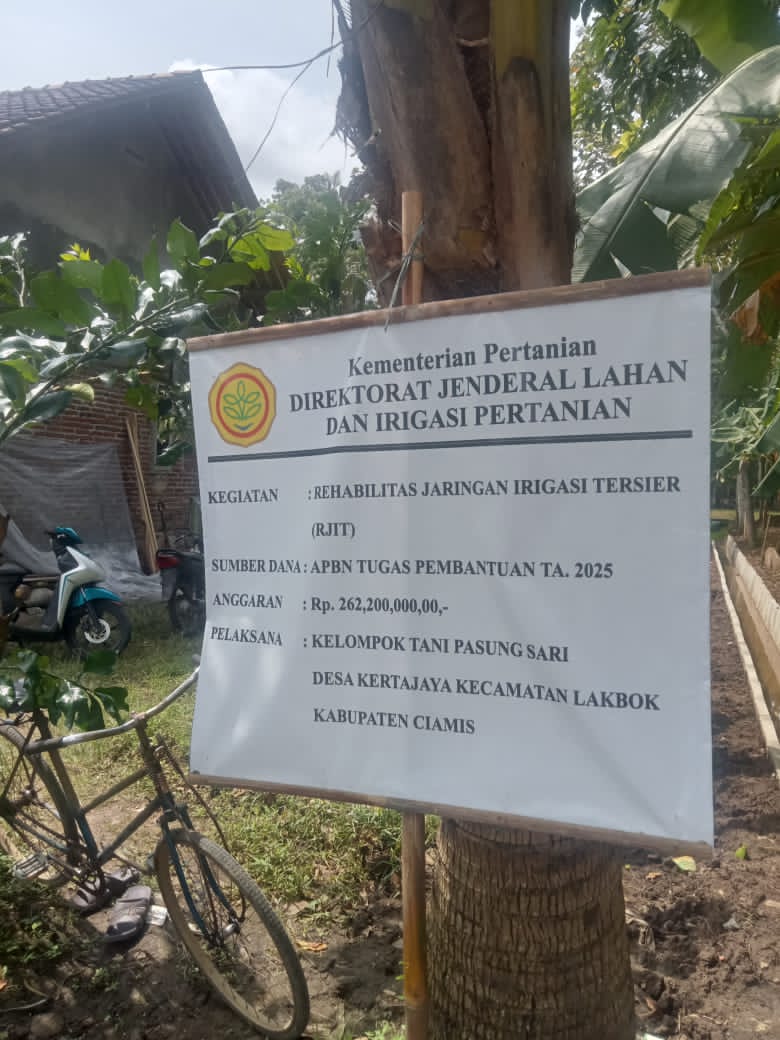 Kementerian Pertanian
DIREKTORAT JENDERAL LAHAN
DAN IRIGASI PERTANIAN
KEGIATAN : REHABILITAS JARINGAN IRIGASI TERSIER
(RJIT)
SUMBER DANA : APBN TUGAS PEMBANTUAN TA. 2025
ANGGARAN : Rp. 262,200,000,00,-
PELAKSANA : KELOMPOK TANI PASUNG SARI
DESA KERTAJAYA KECAMATAN LAKBOK
KABUPATEN CIAMIS